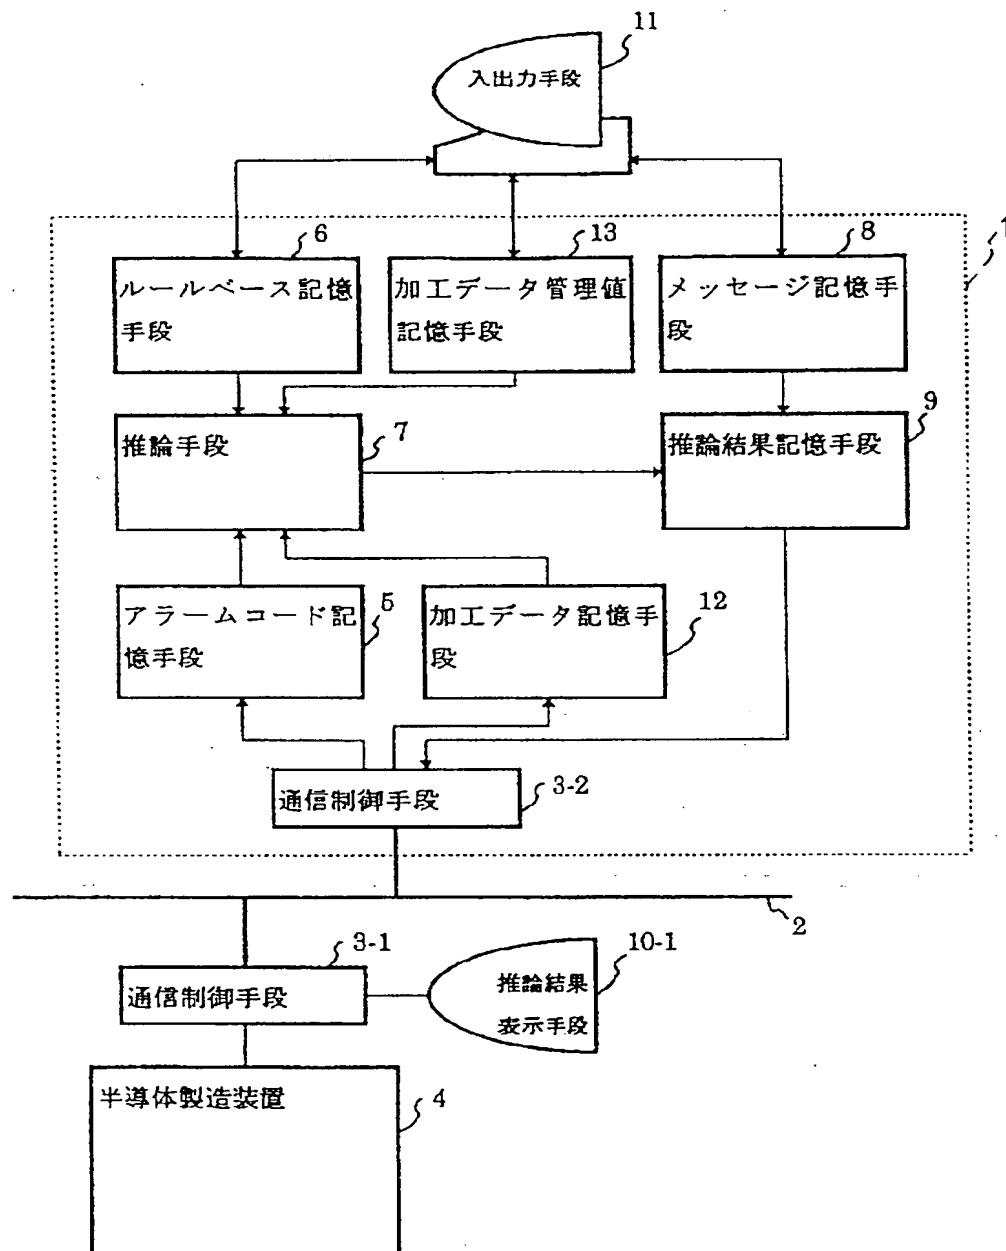 11
入出力手段
1
6
ルールベース記憶
手段
13
加工データ管理値
記憶手段
8
メッセージ記憶手
段
7
推論手段
9
推論結果記憶手段
5
アラームコード記
憶手段
12
加工データ記憶手
段
3-2
通信制御手段
2
3-1
通信制御手段
10-1
推論結果
表示手段
4
半導体製造装置